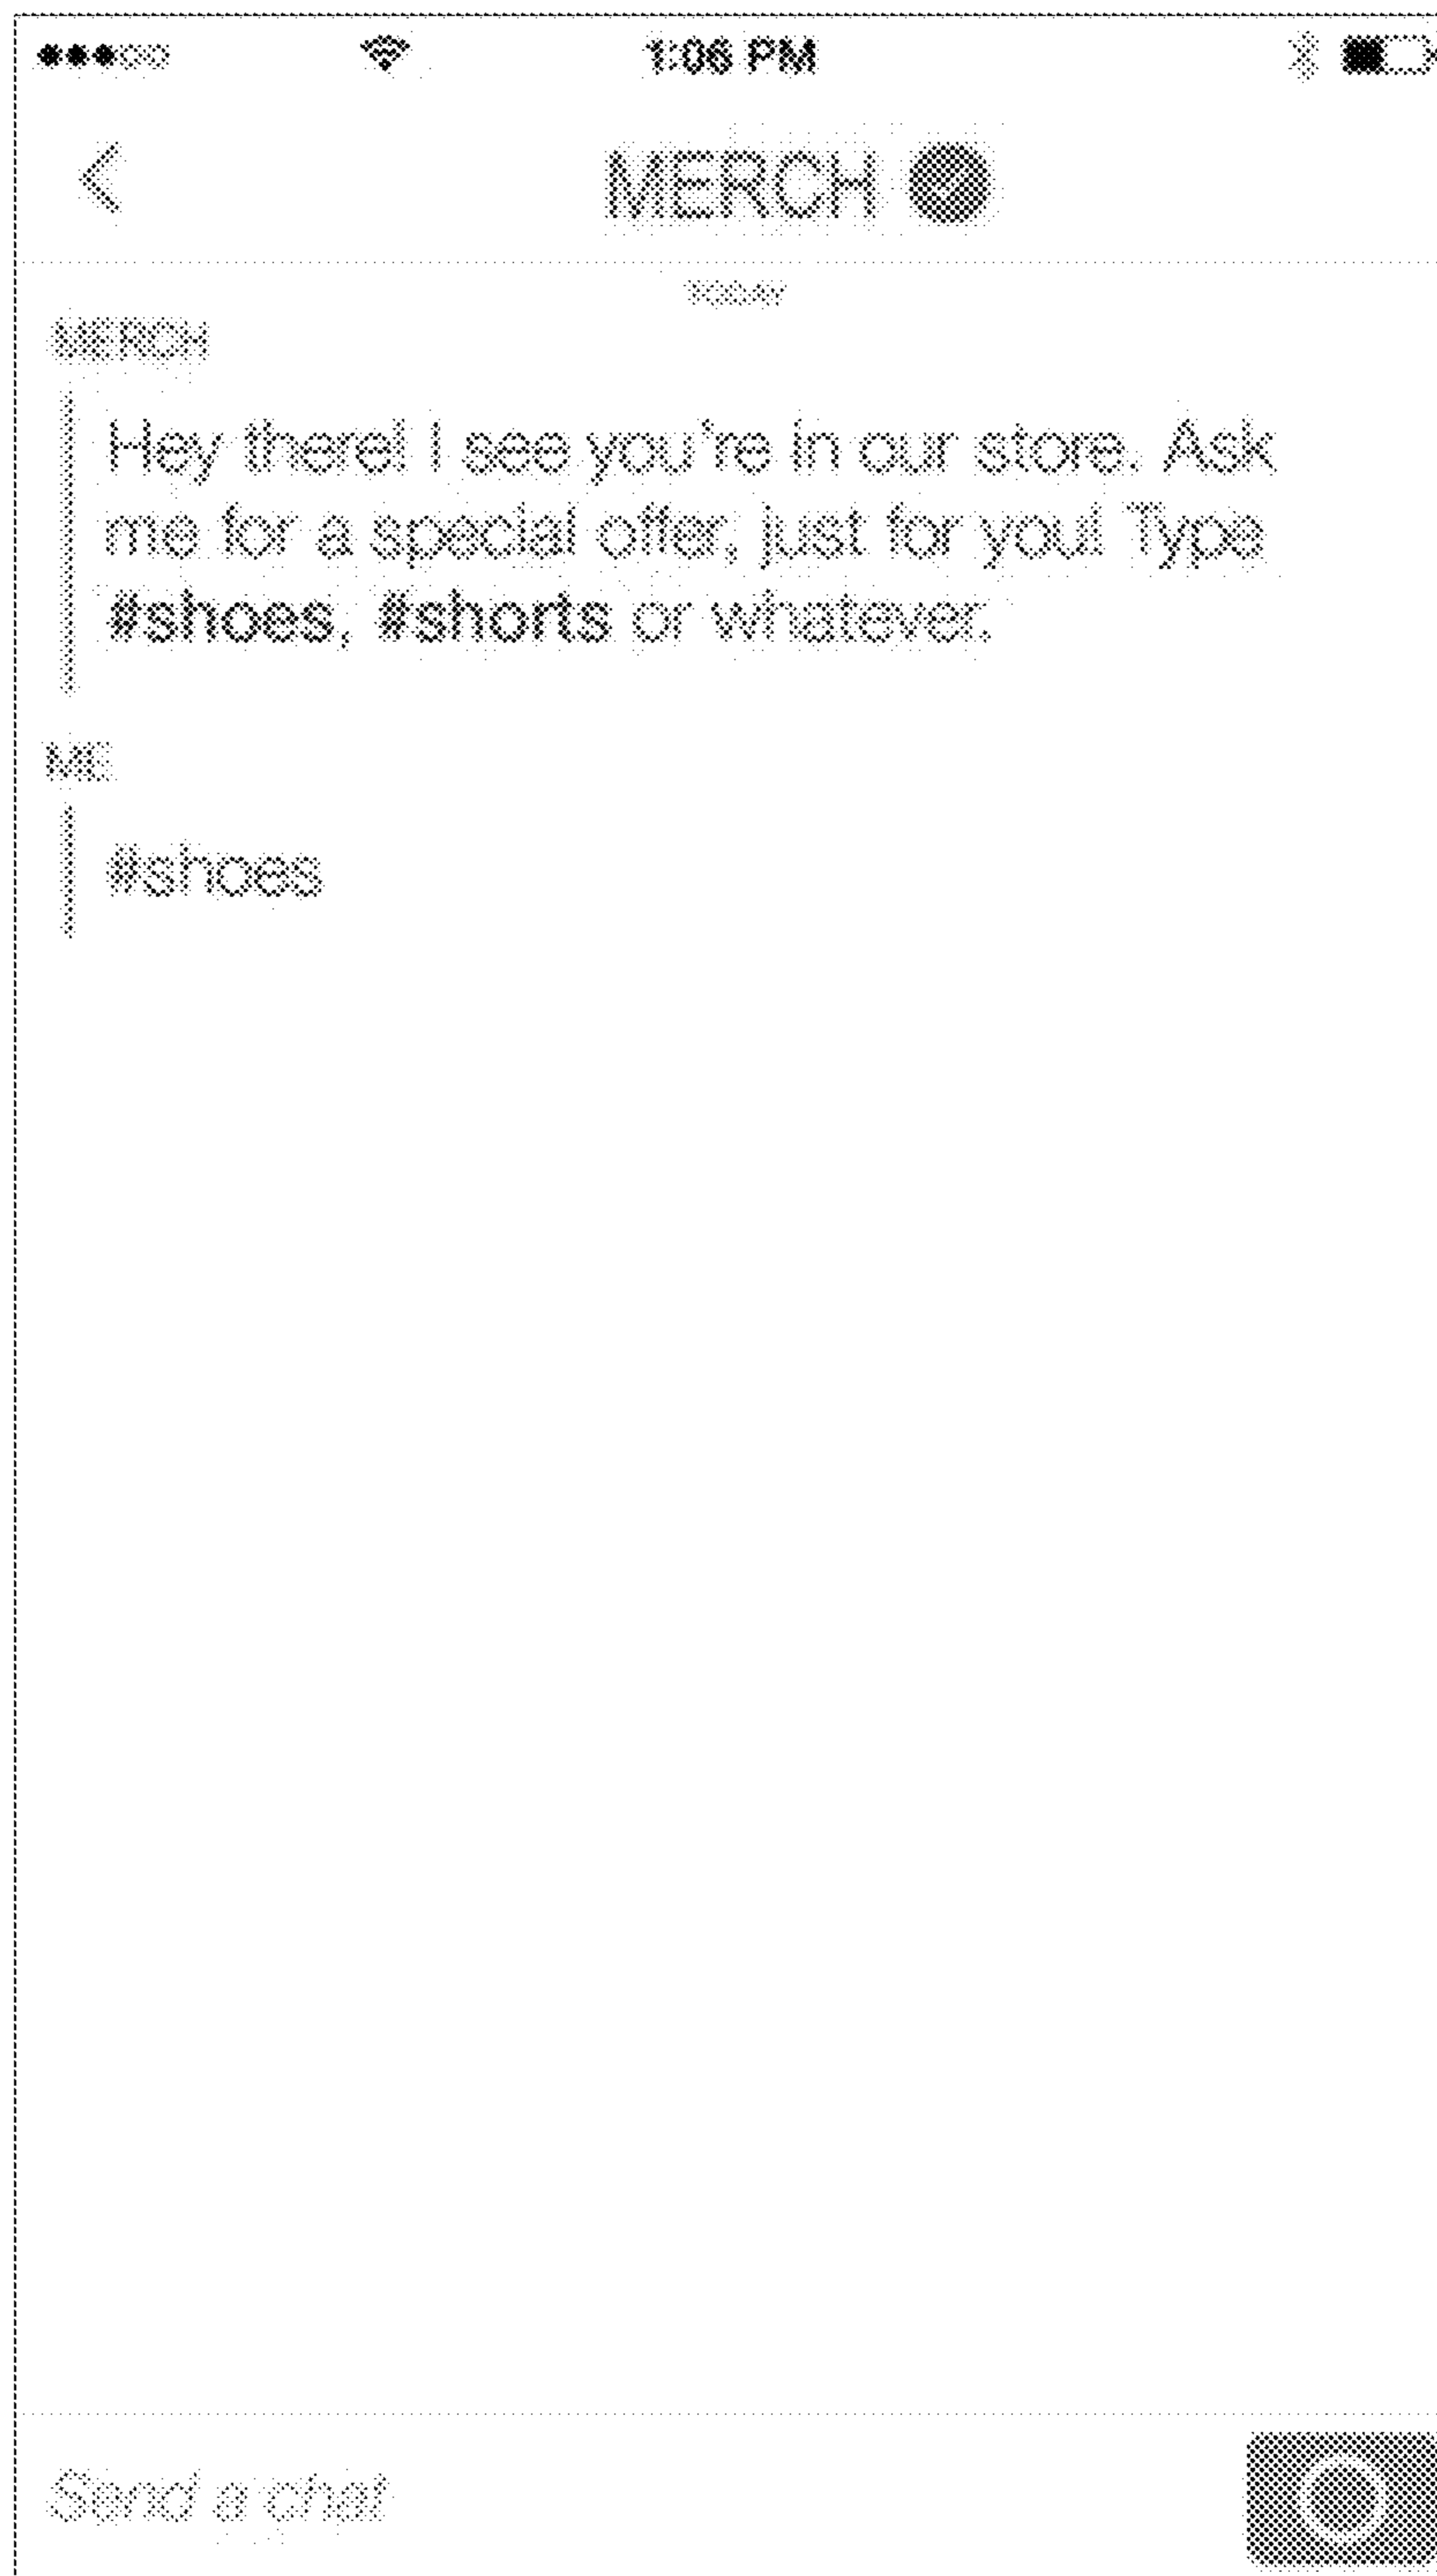 1:06 PM
MERCH
Today
MERCH
Hey there! I see you're in our store. Ask
me for a special offer, just for you! Type
#shoes, #shorts or whatever.
ME
#shoes
Send a chat